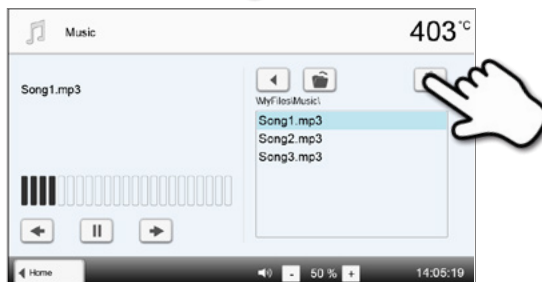 Music
403 °C
Song1.mp3
\MyFiles\Music\
Song1.mp3
Song2.mp3
Song3.mp3
Home
- 50 % +
14:05:19